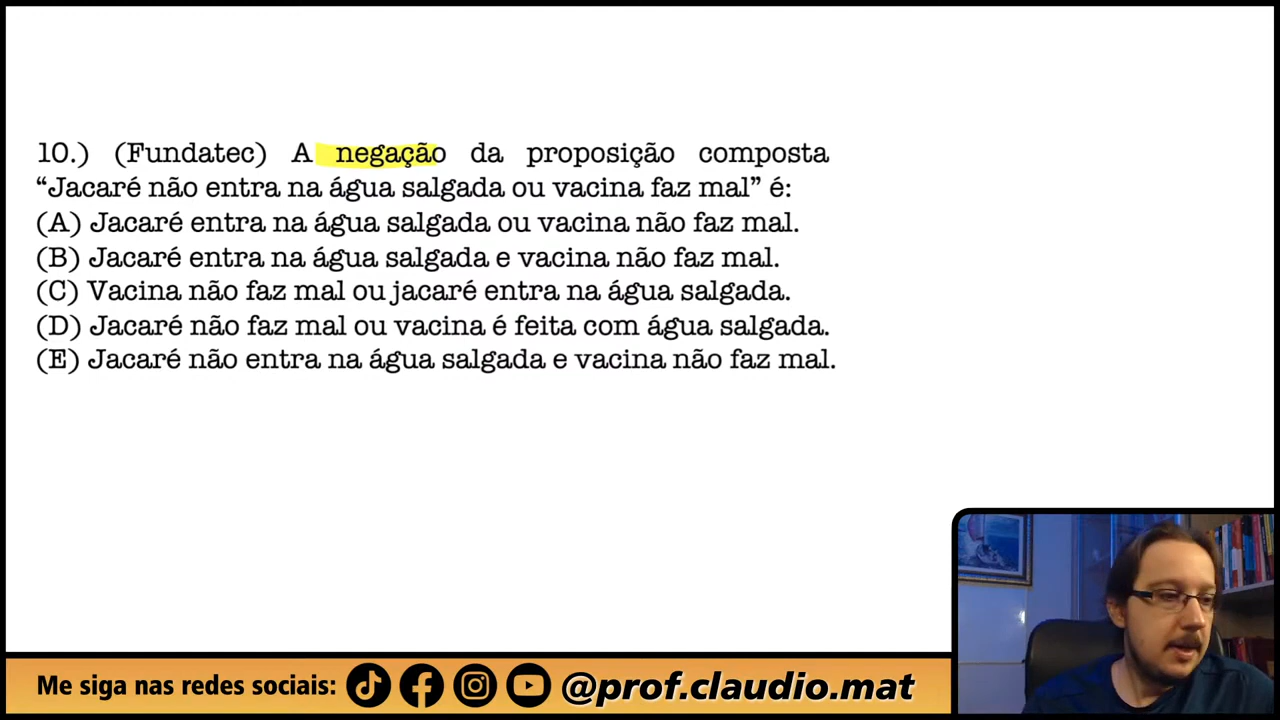 10.) (Fundatec) A negação da proposição composta
“Jacaré não entra na água salgada ou vacina faz mal” é:
(A) Jacaré entra na água salgada ou vacina não faz mal.
(B) Jacaré entra na água salgada e vacina não faz mal.
(C) Vacina não faz mal ou jacaré entra na água salgada.
(D) Jacaré não faz mal ou vacina é feita com água salgada.
(E) Jacaré não entra na água salgada e vacina não faz mal.
Me siga nas redes sociais: @prof.claudio.mat